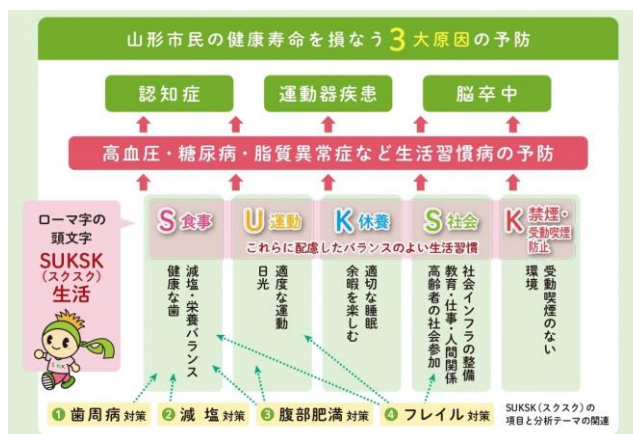 山形市民の健康寿命を損なう3大原因の予防
認知症
運動器疾患
脳卒中
高血圧・糖尿病・脂質異常症など生活習慣病の予防
ローマ字の
頭文字
SUKSK
(スクスク)
生活
S食事
U運動
K休養
S社会
K禁煙・
受動喫煙
防止
これらに配慮したバランスのよい生活習慣
減塩・栄養バランス
健康な歯
適度な運動
日光
適切な睡眠
余暇を楽しむ
社会インフラの整備
教育・仕事・人間関係
高齢者の社会参加
受動喫煙のない
環境
SKK
1歯周病対策
2減塩対策
3腹部肥満対策
4フレイル対策
SUKSK(スクスク)の
項目と分析テーマの関連